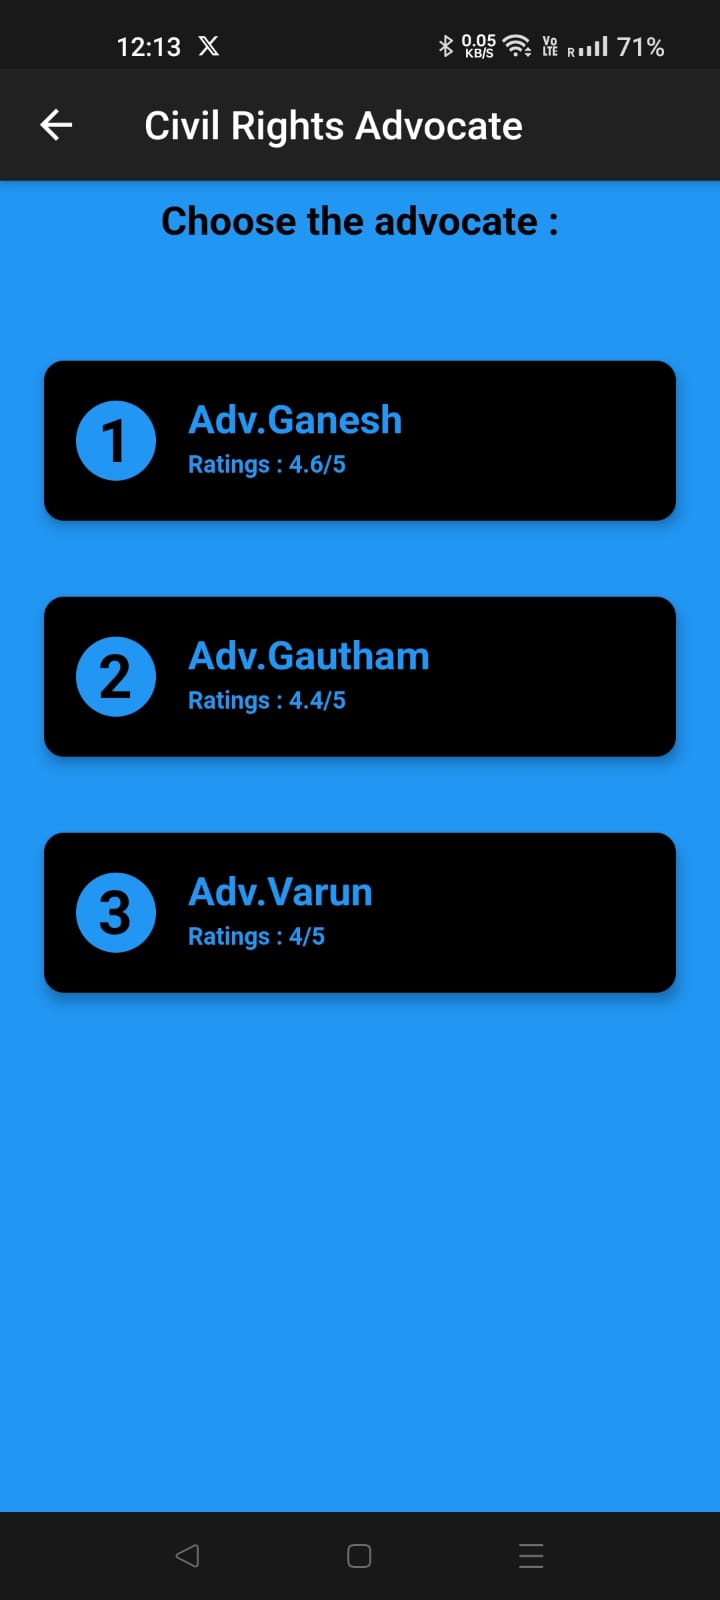 12:13 X 0.05 KB/S Vo LTE R 71%
Civil Rights Advocate
Choose the advocate :
1 Adv.Ganesh
Ratings : 4.6/5
2 Adv.Gautham
Ratings : 4.4/5
3 Adv.Varun
Ratings : 4/5